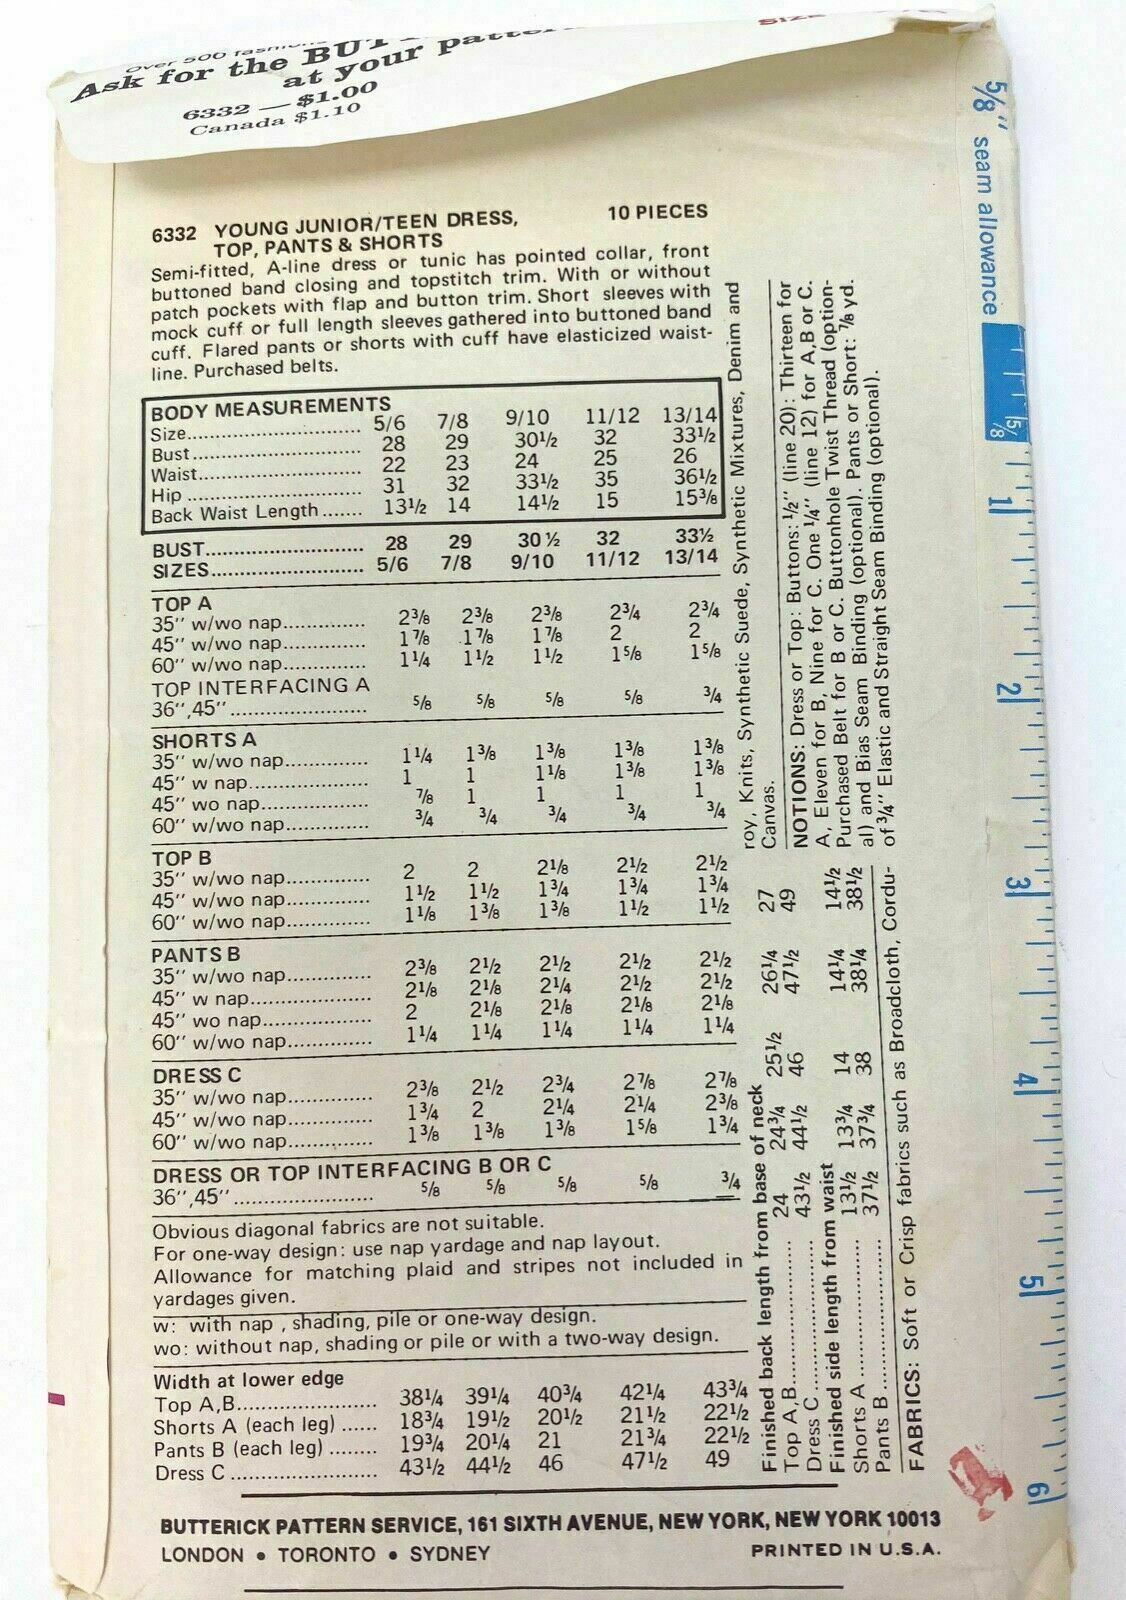 Over 500
Ask for the
at your
6332 — $1.00
Canada $1.10
6332 YOUNG JUNIOR/TEEN DRESS, 10 PIECES
TOP, PANTS & SHORTS
Semi-fitted, A-line dress or tunic has pointed collar, front
buttoned band closing and topstitch trim. With or without
patch pockets with flap and button trim. Short sleeves with
mock cuff or full length sleeves gathered into buttoned band
cuff. Flared pants or shorts with cuff have elasticized waist-
line. Purchased belts.
BODY MEASUREMENTS
Size.............................. 5/6 7/8 9/10 11/12 13/14
Bust.............................. 28 29 30½ 32 33½
Waist............................. 22 23 24 25 26
Hip .............................. 31 32 33½ 35 36½
Back Waist Length ....... 13½ 14 14½ 15 15⅜
BUST........................... 28 29 30½ 32 33½
SIZES.......................... 5/6 7/8 9/10 11/12 13/14
TOP A
35" w/wo nap.............. 2⅜ 2⅜ 2⅜ 2¾ 2¾
45" w/wo nap.............. 1⅞ 1⅞ 1⅞ 2 2
60" w/wo nap.............. 1¼ 1½ 1½ 1⅝ 1⅝
TOP INTERFACING A
36",45" ....................... ⅝ ⅝ ⅝ ⅝ ¾
SHORTS A
35" w/wo nap.............. 1¼ 1⅜ 1⅜ 1⅜ 1⅜
45" w nap.................... 1 1 1⅛ 1⅜ 1⅜
45" wo nap.................. ⅞ 1 1 1 1
60" w/wo nap.............. ¾ ¾ ¾ ¾ ¾
TOP B
35" w/wo nap.............. 2 2 2⅛ 2½ 2½
45" w/wo nap.............. 1½ 1½ 1¾ 1¾ 1¾
60" w/wo nap.............. 1⅛ 1⅜ 1⅜ 1½ 1½
PANTS B
35" w/wo nap.............. 2⅜ 2½ 2½ 2½ 2½
45" w nap.................... 2⅛ 2⅛ 2¼ 2½ 2½
45" wo nap.................. 2 2⅛ 2⅛ 2⅛ 2⅛
60" w/wo nap.............. 1¼ 1¼ 1¼ 1¼ 1¼
DRESS C
35" w/wo nap.............. 2⅜ 2½ 2¾ 2⅞ 2⅞
45" w/wo nap.............. 1¾ 2 2¼ 2¼ 2⅜
60" w/wo nap.............. 1⅜ 1⅜ 1⅜ 1⅝ 1¾
DRESS OR TOP INTERFACING B OR C
36",45" ....................... ⅝ ⅝ ⅝ ⅝ ¾
Obvious diagonal fabrics are not suitable.
For one-way design: use nap yardage and nap layout.
Allowance for matching plaid and stripes not included in
yardages given.
w: with nap , shading, pile or one-way design.
wo: without nap, shading or pile or with a two-way design.
Width at lower edge
Top A,B....................... 38¼ 39¼ 40¾ 42¼ 43¾
Shorts A (each leg) ...... 18¾ 19½ 20½ 21½ 22½
Pants B (each leg) ........ 19¾ 20¼ 21 21¾ 22½
Dress C ........................ 43½ 44½ 46 47½ 49
Finished back length from base of neck
Top A,B....................... 24 24¾ 25½ 26¼ 27
Dress C ....................... 43½ 44½ 46 47½ 49
Finished side length from waist
Shorts A ...................... 13½ 13¾ 14 14¼ 14½
Pants B ....................... 37½ 37¾ 38 38¼ 38½
FABRICS: Soft or Crisp fabrics such as Broadcloth, Cordu-
roy, Knits, Synthetic Suede, Synthetic Mixtures, Denim and
Canvas.
NOTIONS: Dress or Top: Buttons: ½" (line 20): Thirteen for
A, Eleven for B, Nine for C. One ¼" (line 12) for A,B or C.
Purchased Belt for B or C. Buttonhole Twist Thread (option-
al) and Bias Seam Binding (optional). Pants or Short: ⅞ yd.
of ¾" Elastic and Straight Seam Binding (optional).
BUTTERICK PATTERN SERVICE, 161 SIXTH AVENUE, NEW YORK, NEW YORK 10013
LONDON • TORONTO • SYDNEY PRINTED IN U.S.A.
⅝" seam allowance
⅝
1
2
3
4
5
6